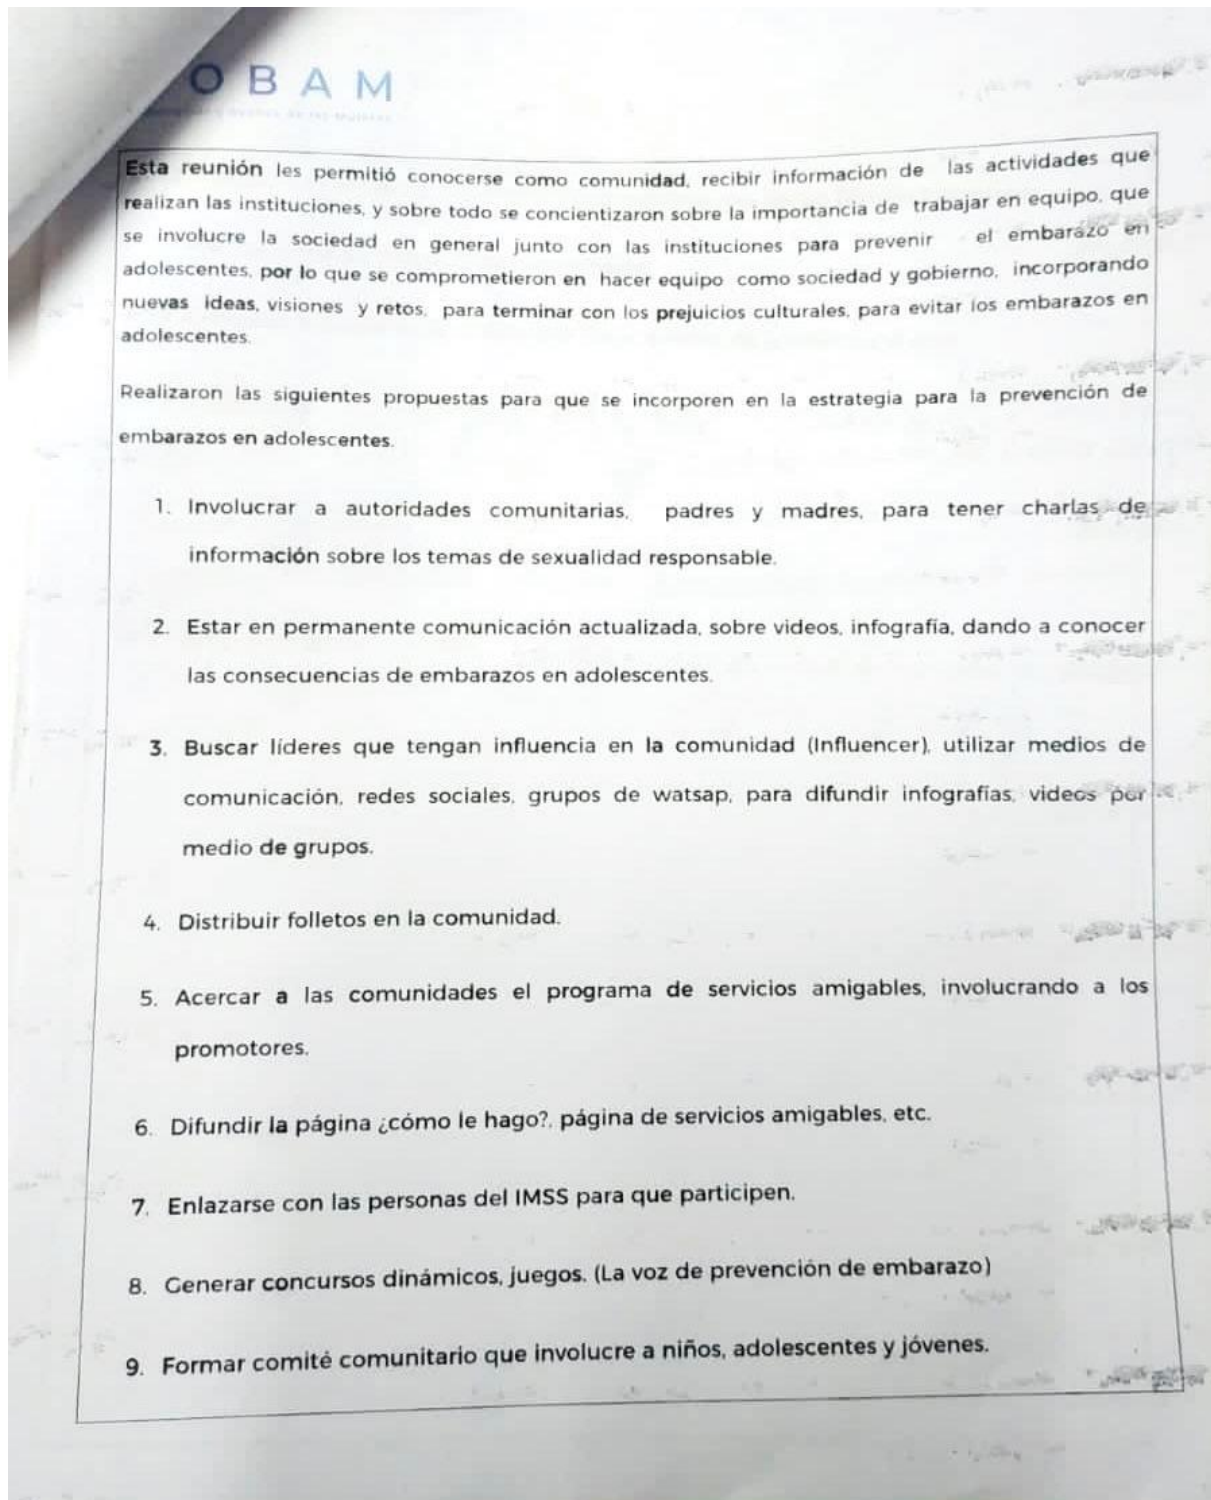 OBAM
Esta reunión les permitió conocerse como comunidad, recibir información de las actividades que
realizan las instituciones, y sobre todo se concientizaron sobre la importancia de trabajar en equipo, que
se involucre la sociedad en general junto con las instituciones para prevenir el embarazo en
adolescentes, por lo que se comprometieron en hacer equipo como sociedad y gobierno, incorporando
nuevas ideas, visiones y retos, para terminar con los prejuicios culturales, para evitar los embarazos en
adolescentes.
Realizaron las siguientes propuestas para que se incorporen en la estrategia para la prevención de
embarazos en adolescentes.
1. Involucrar a autoridades comunitarias, padres y madres, para tener charlas de
información sobre los temas de sexualidad responsable.
2. Estar en permanente comunicación actualizada, sobre videos, infografía, dando a conocer
las consecuencias de embarazos en adolescentes.
3. Buscar líderes que tengan influencia en la comunidad (Influencer), utilizar medios de
comunicación, redes sociales, grupos de watsap, para difundir infografías, videos por
medio de grupos.
4. Distribuir folletos en la comunidad.
5. Acercar a las comunidades el programa de servicios amigables, involucrando a los
promotores.
6. Difundir la página ¿cómo le hago?, página de servicios amigables, etc.
7. Enlazarse con las personas del IMSS para que participen.
8. Generar concursos dinámicos, juegos. (La voz de prevención de embarazo)
9. Formar comité comunitario que involucre a niños, adolescentes y jóvenes.